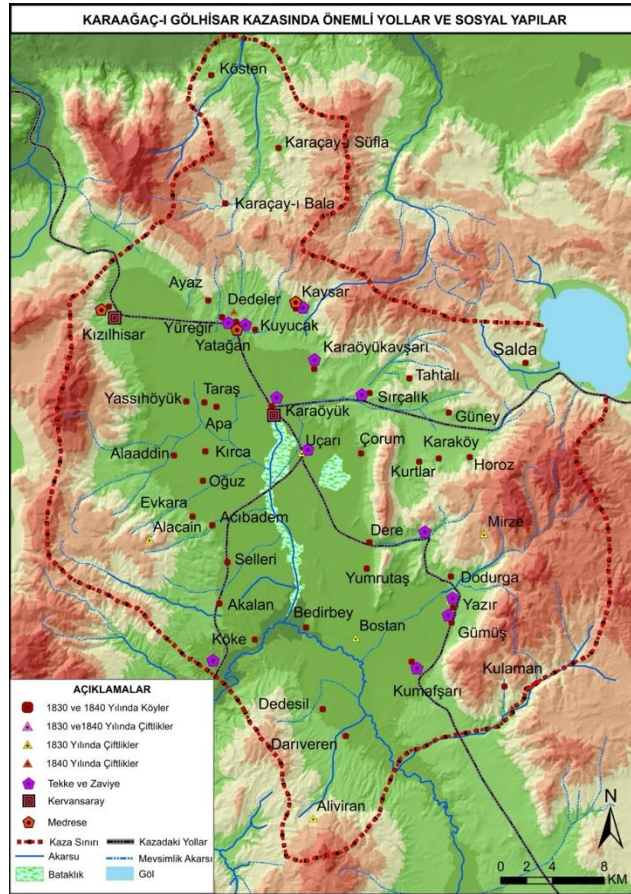 KARAAĞAÇ-I GÖLHİSAR KAZASINDA ÖNEMLİ YOLLAR VE SOSYAL YAPILAR
Kösten
Karaçay-ı Süfla
Karaçay-ı Bala
Ayaz
Dedeler
Kaysar
Kızılhisar
Yüreğir
Kuyucak
Yatağan
Karaöyükavşarı
Salda
Tahtalı
Yassıhöyük
Taraş
Sırçalık
Apa
Karaöyük
Güney
Uçarı
Çorum
Karaköy
Alaaddin
Kırca
Kurtlar
Horoz
Oğuz
Evkara
Acıbadem
Alacain
Dere
Mirze
Selleri
Yumrutaş
Dodurga
Akalan
Yazır
Bedirbey
Bostan
Gümüş
Köke
Kumafşarı
Kulaman
Dedesil
Darıveren
Aliviran
AÇIKLAMALAR
1830 ve 1840 Yılında Köyler
1830 ve1840 Yılında Çiftlikler
1830 Yılında Çiftlikler
1840 Yılında Çiftlikler
Tekke ve Zaviye
Kervansaray
Medrese
Kaza Sınırı Kazadaki Yollar
Akarsu Mevsimlik Akarsı
Bataklık Göl
N
0 2 4 8
KM